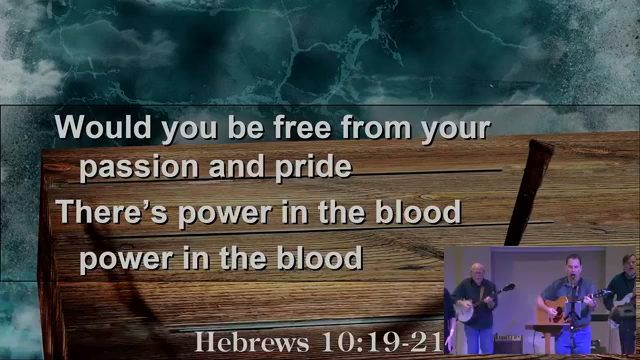 Would you be free from your
passion and pride
There's power in the blood
power in the blood
Hebrews 10:19-21